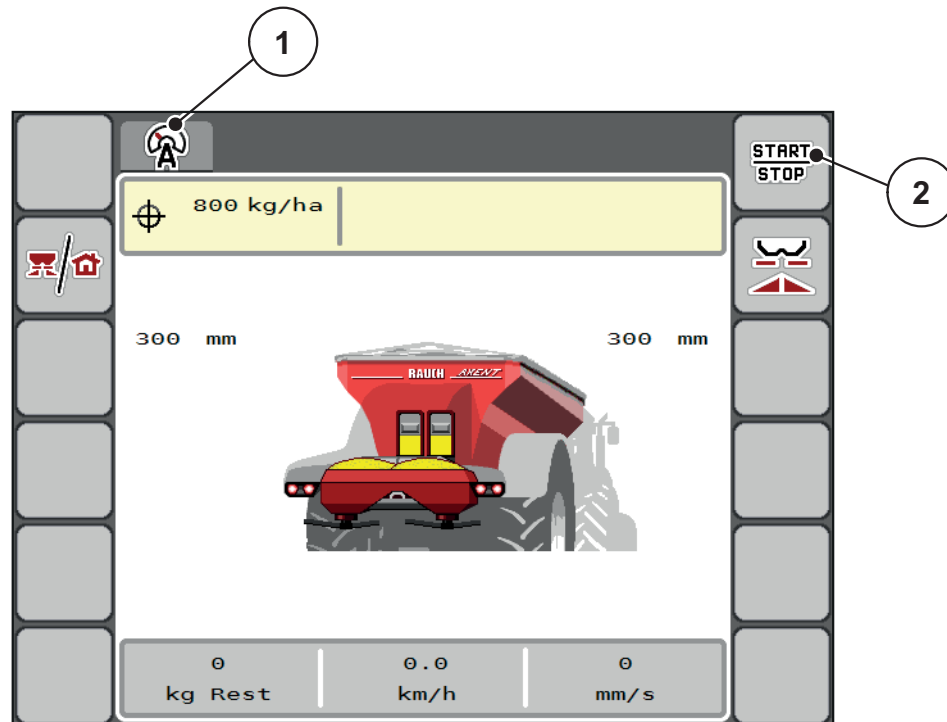 1
A
START
STOP
2
800 kg/ha
300 mm
300 mm
RAUCH AXENT
0
kg Rest
0.0
km/h
0
mm/s